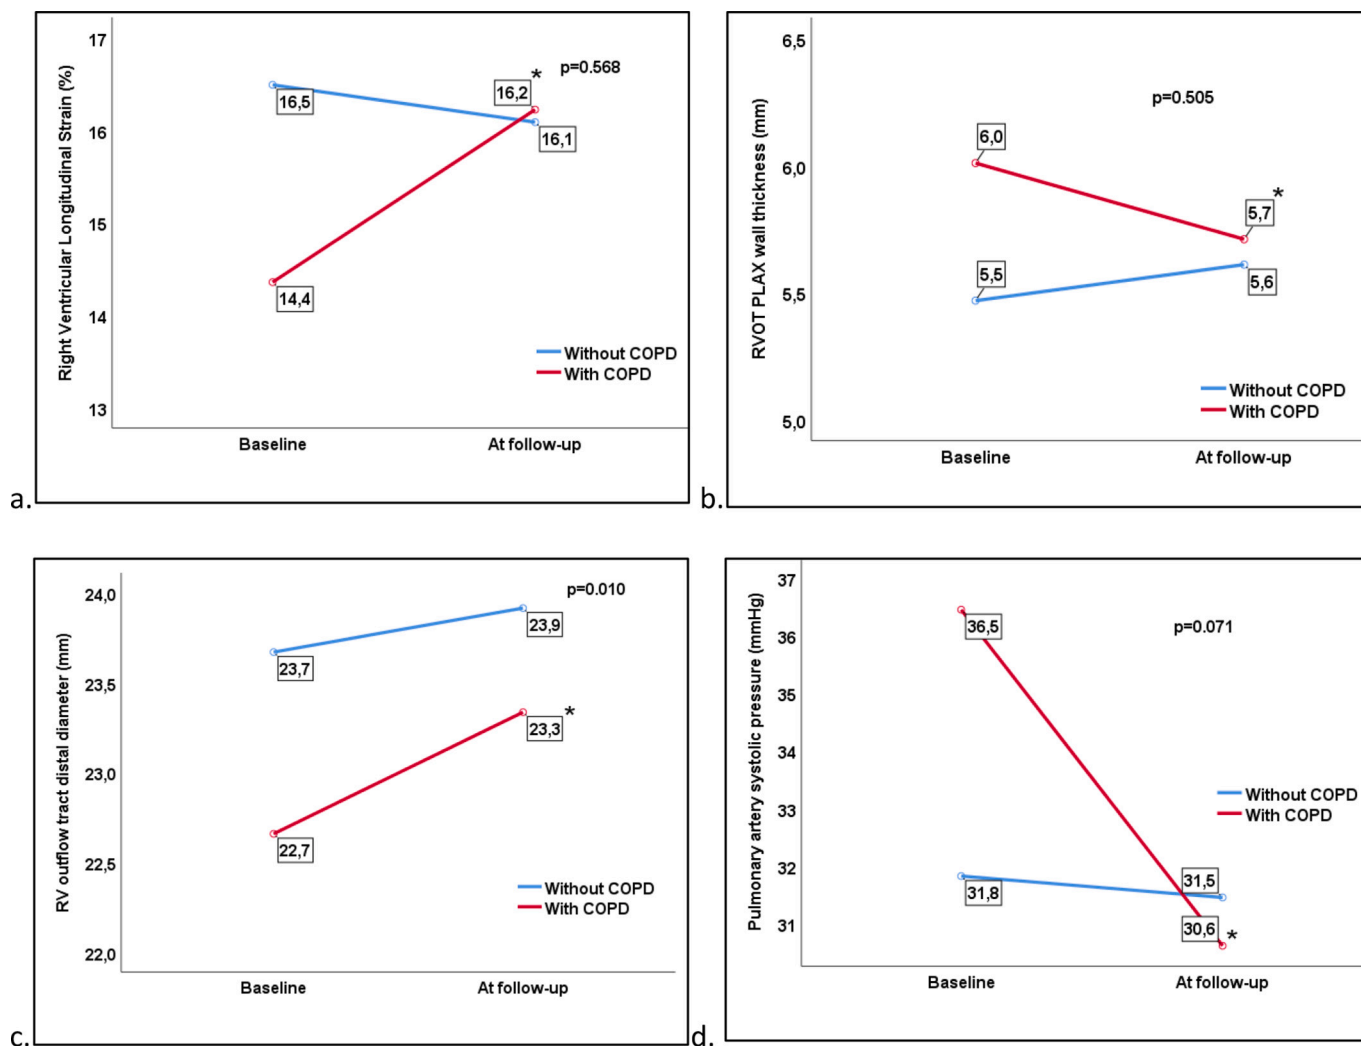 17
16
15
14
13
Right Ventricular Longitudinal Strain (%)
16,5
14,4
16,2
*
p=0.568
16,1
Without COPD
With COPD
Baseline
At follow-up
a.
6,5
6,0
5,5
5,0
RVOT PLAX wall thickness (mm)
p=0.505
6,0
5,5
5,7
*
5,6
Without COPD
With COPD
Baseline
At follow-up
b.
24,0
23,5
23,0
22,5
22,0
RV outflow tract distal diameter (mm)
p=0.010
23,7
23,9
22,7
23,3
*
Without COPD
With COPD
Baseline
At follow-up
c.
37
36
35
34
33
32
31
Pulmonary artery systolic pressure (mmHg)
36,5
p=0.071
Without COPD
With COPD
31,8
31,5
30,6
*
Baseline
At follow-up
d.